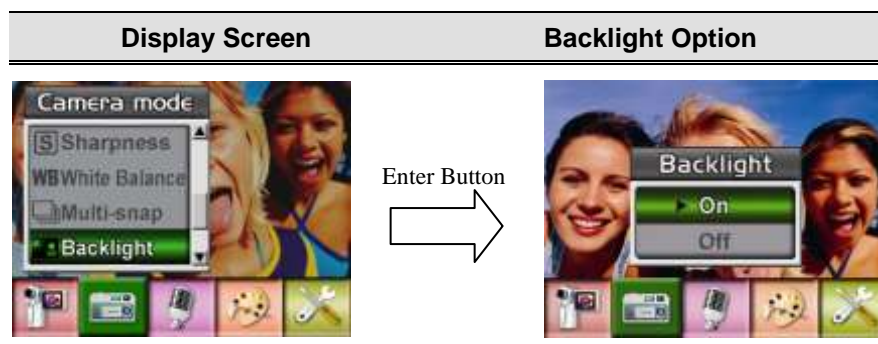 Display Screen Backlight Option
Camera mode
S Sharpness
WB White Balance
Multi-snap
Backlight
Enter Button
Backlight
On
Off